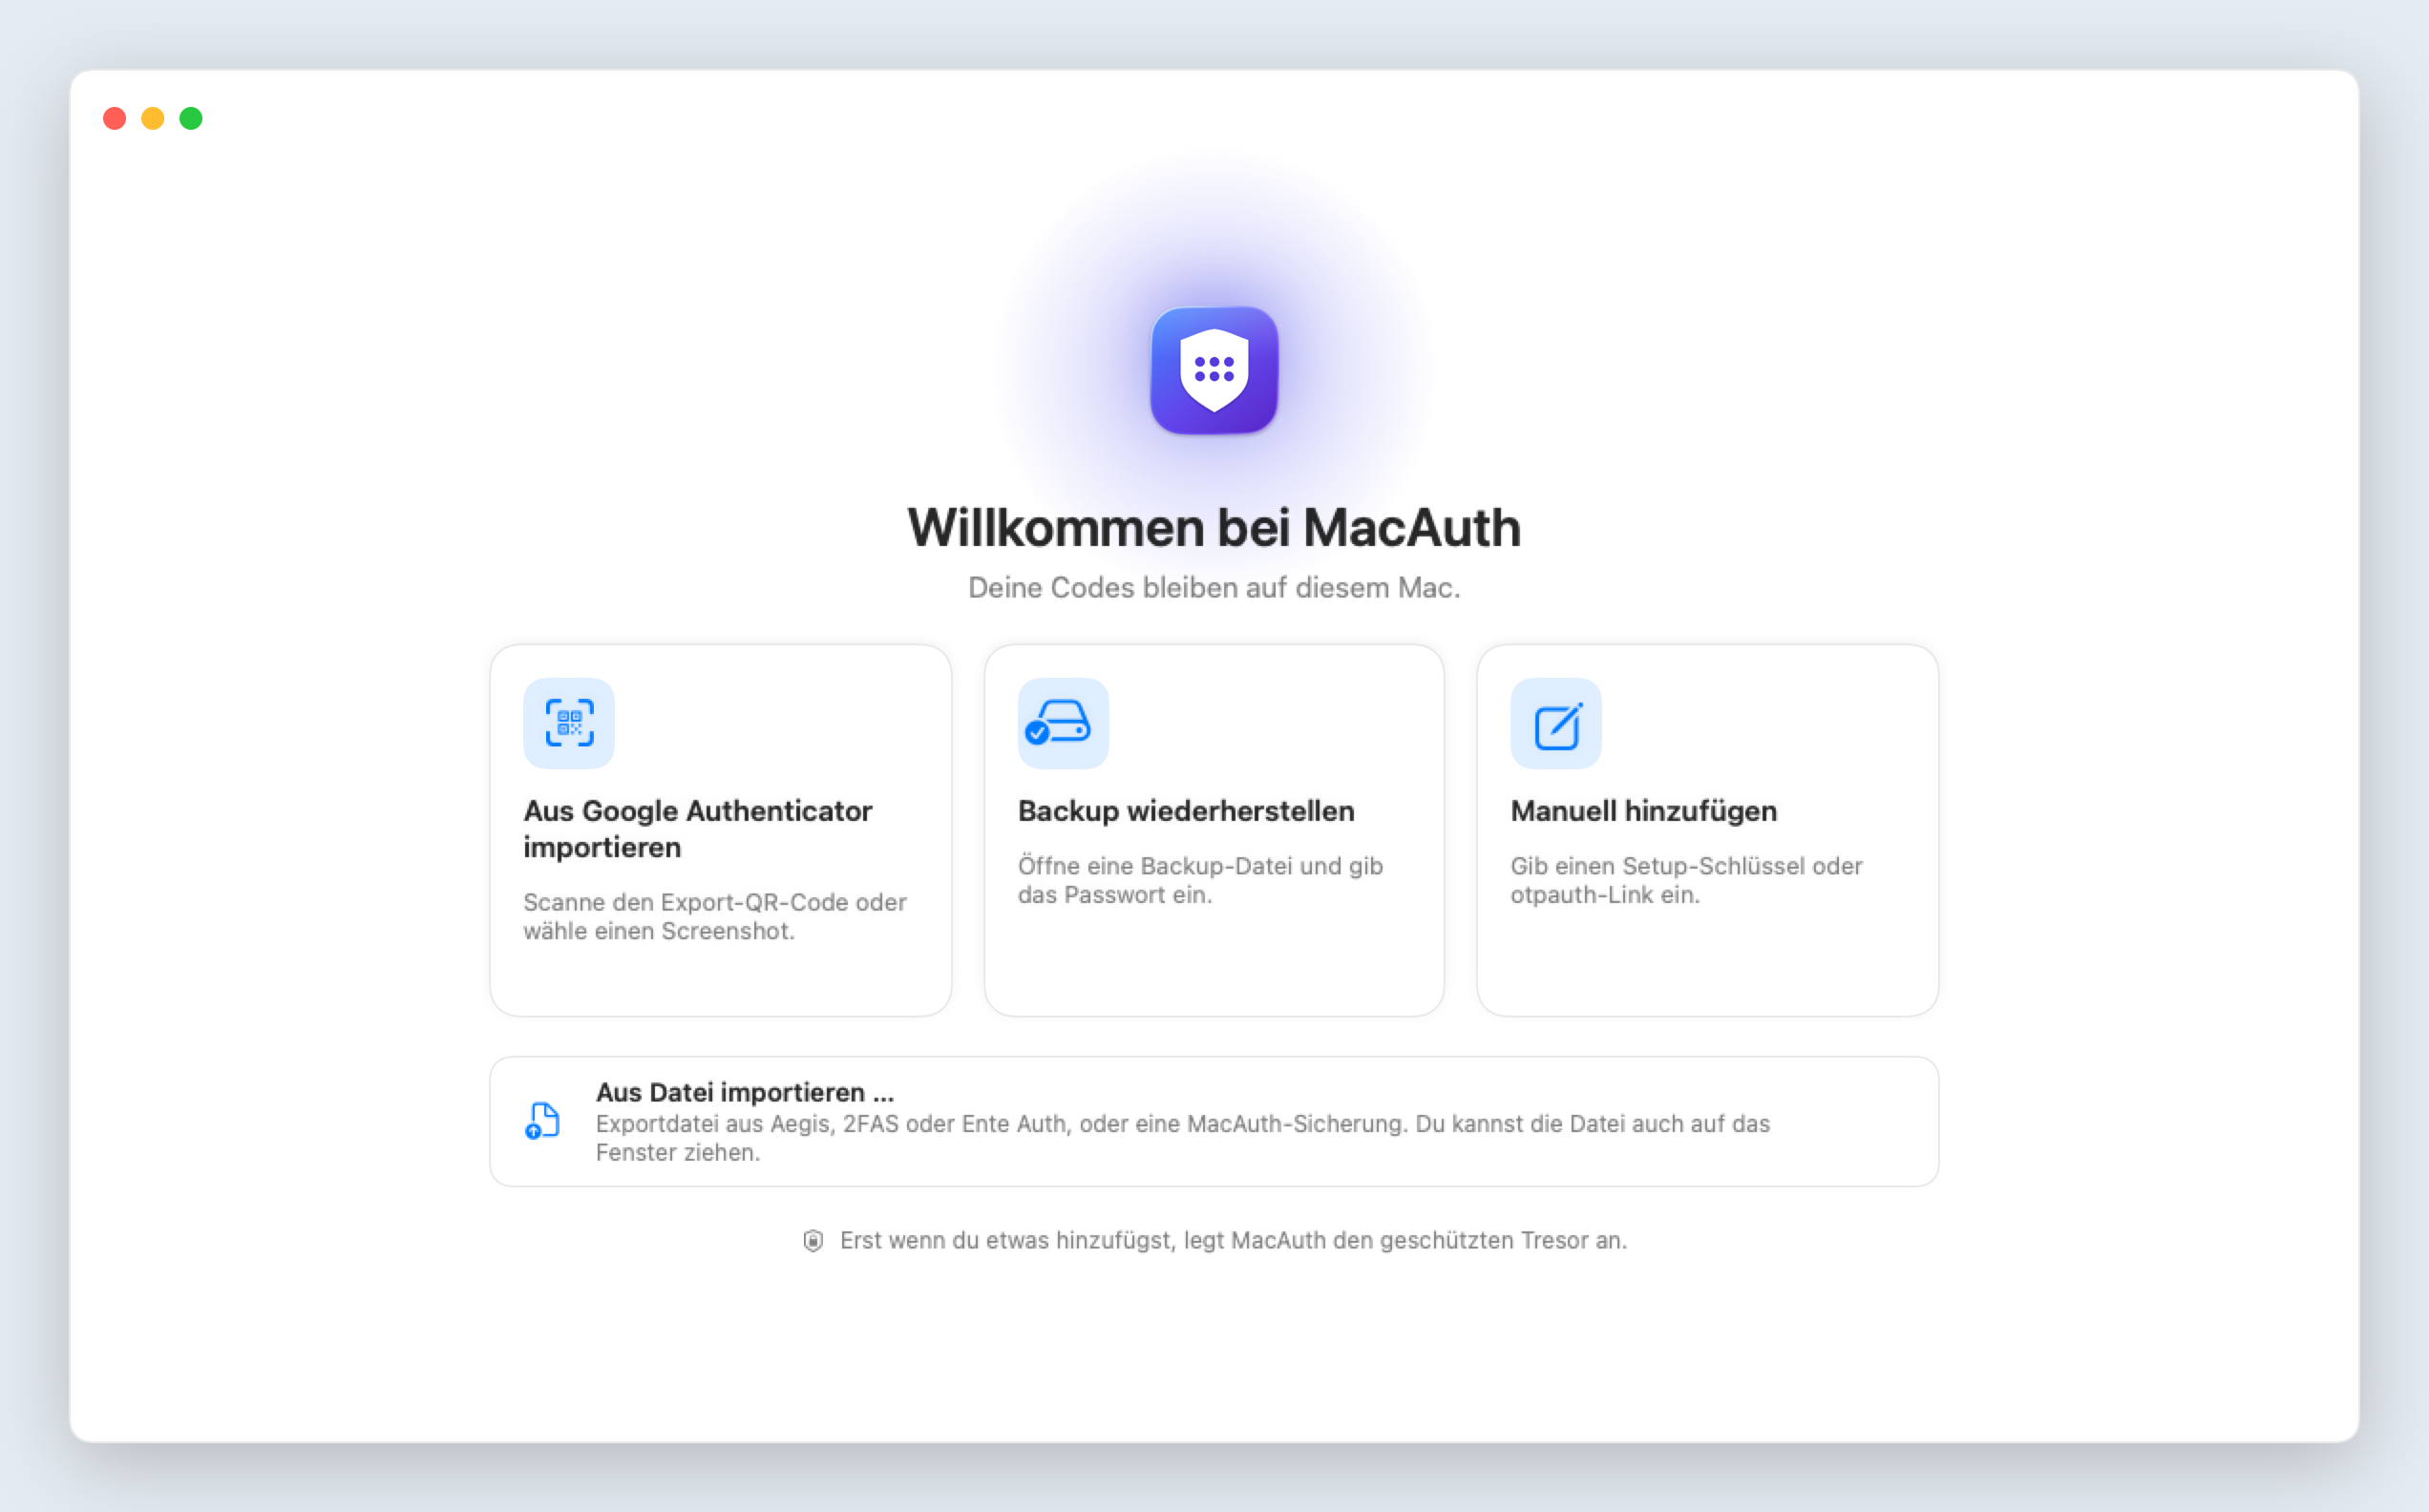 Willkommen bei MacAuth
Deine Codes bleiben auf diesem Mac.
Aus Google Authenticator
importieren
Scanne den Export-QR-Code oder
wähle einen Screenshot.
Backup wiederherstellen
Öffne eine Backup-Datei und gib
das Passwort ein.
Manuell hinzufügen
Gib einen Setup-Schlüssel oder
otpauth-Link ein.
Aus Datei importieren ...
Exportdatei aus Aegis, 2FAS oder Ente Auth, oder eine MacAuth-Sicherung. Du kannst die Datei auch auf das
Fenster ziehen.
Erst wenn du etwas hinzufügst, legt MacAuth den geschützten Tresor an.